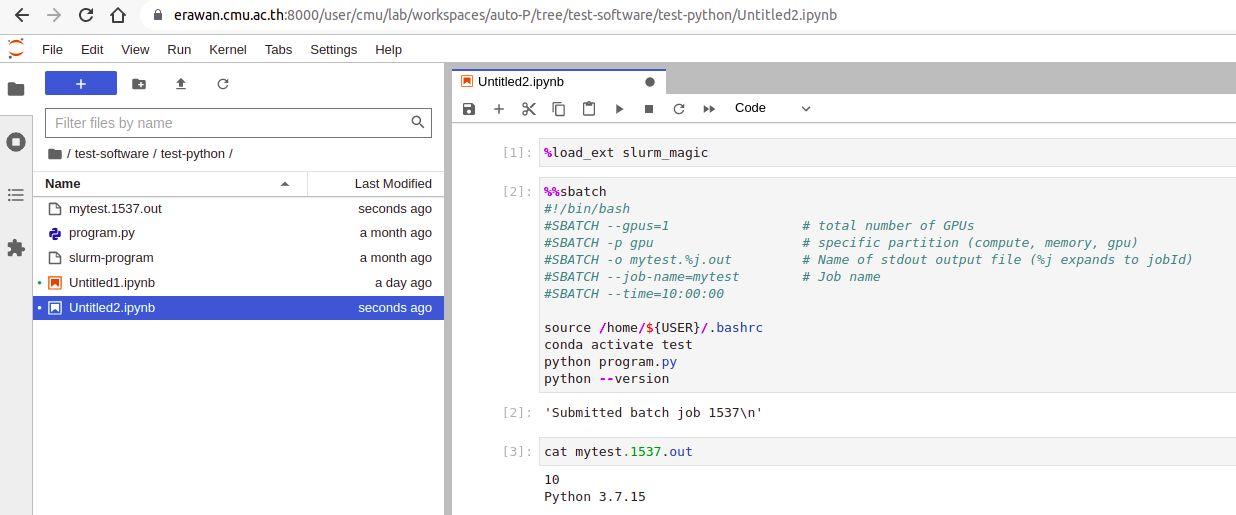 erawan.cmu.ac.th:8000/user/cmu/lab/workspaces/auto-P/tree/test-software/test-python/Untitled2.ipynb
File Edit View Run Kernel Tabs Settings Help
+
Filter files by name
/ test-software / test-python /
Name Last Modified
mytest.1537.out seconds ago
program.py a month ago
slurm-program a month ago
Untitled1.ipynb a day ago
Untitled2.ipynb seconds ago
Untitled2.ipynb
Code
[1]: %load_ext slurm_magic
[2]: %%sbatch
#!/bin/bash
#SBATCH --gpus=1 # total number of GPUs
#SBATCH -p gpu # specific partition (compute, memory, gpu)
#SBATCH -o mytest.%j.out # Name of stdout output file (%j expands to jobId)
#SBATCH --job-name=mytest # Job name
#SBATCH --time=10:00:00
source /home/${USER}/.bashrc
conda activate test
python program.py
python --version
[2]: 'Submitted batch job 1537\n'
[3]: cat mytest.1537.out
10
Python 3.7.15